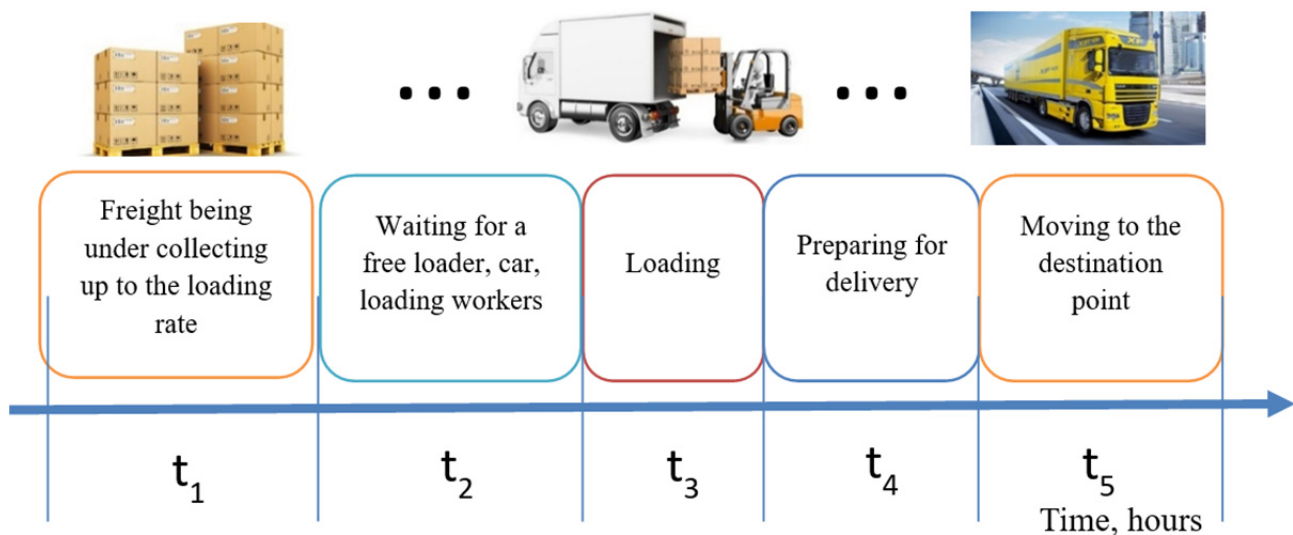 Freight being
under collecting
up to the loading
rate
Waiting for a
free loader, car,
loading workers
Loading
Preparing for
delivery
Moving to the
destination
point
t₁
t₂
t₃
t₄
t₅
Time, hours